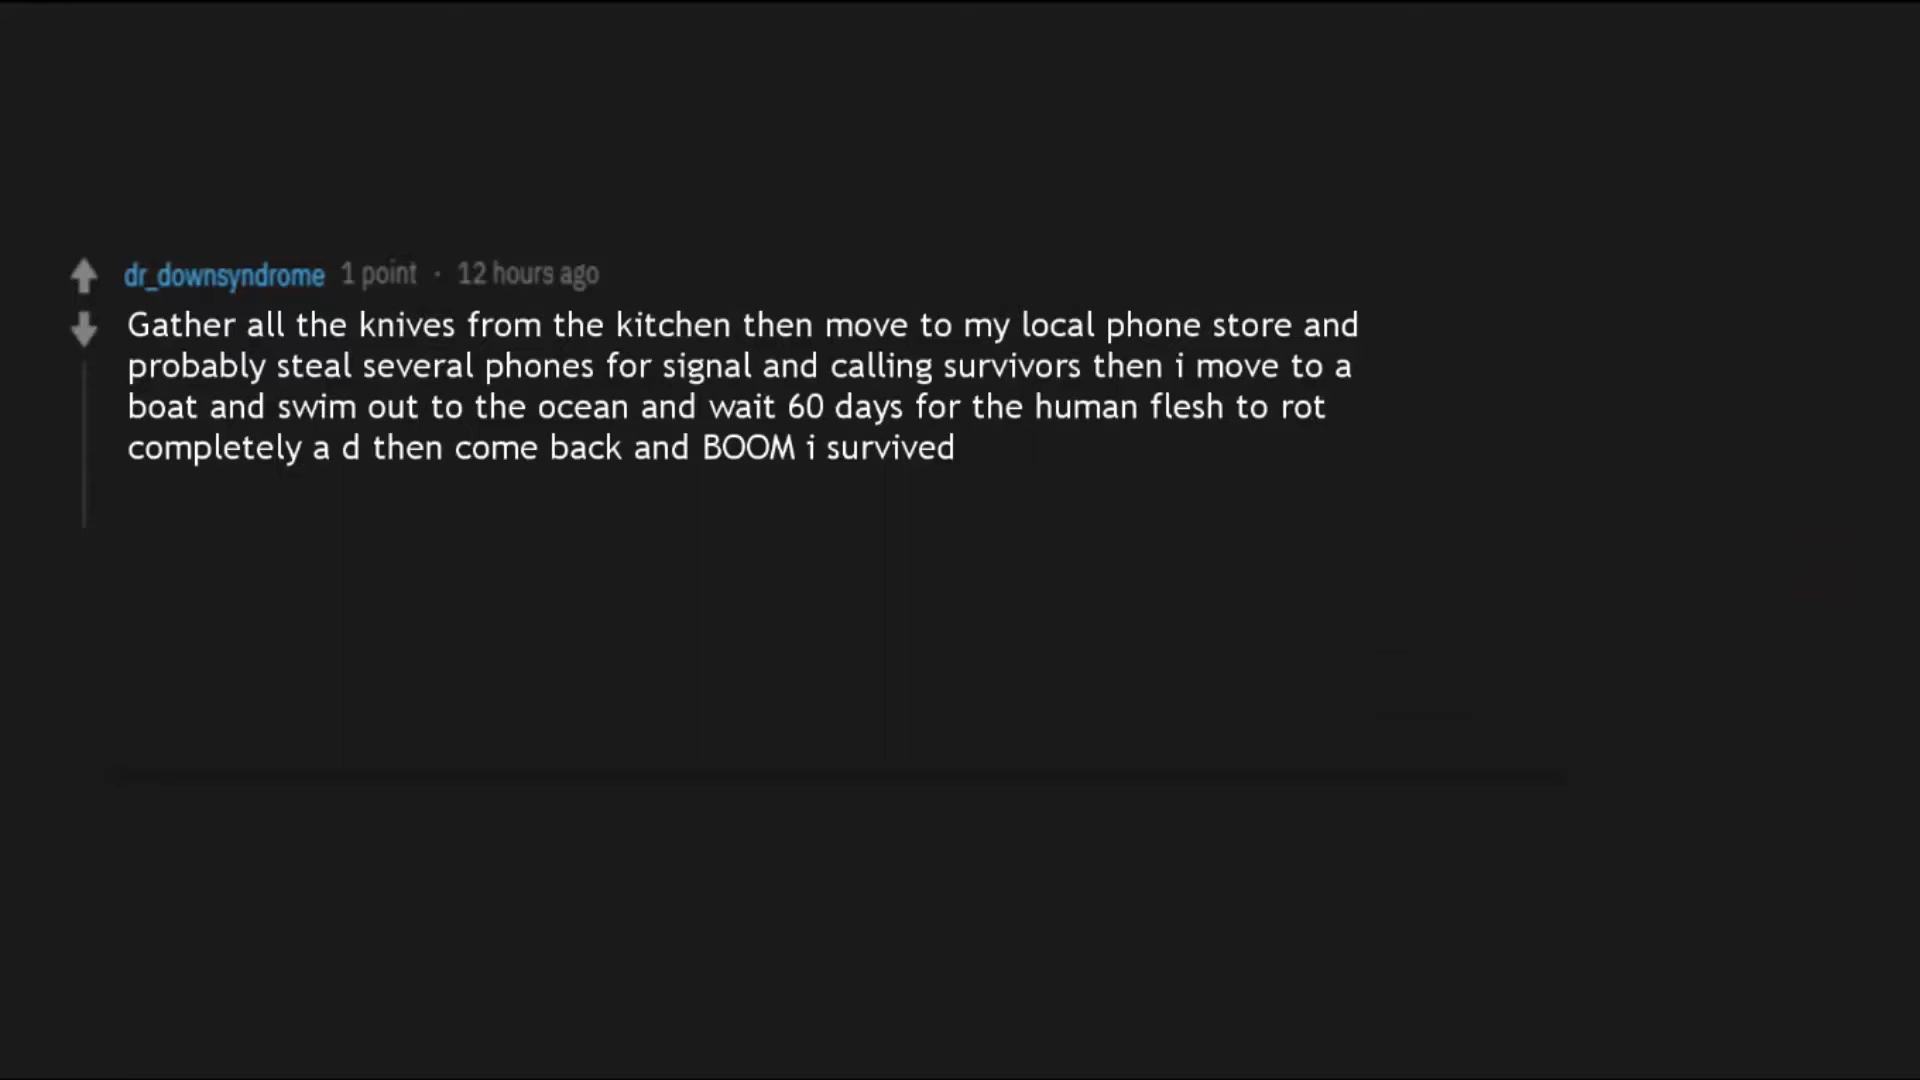 dr_downsyndrome 1 point · 12 hours ago
Gather all the knives from the kitchen then move to my local phone store and
probably steal several phones for signal and calling survivors then i move to a
boat and swim out to the ocean and wait 60 days for the human flesh to rot
completely a d then come back and BOOM i survived